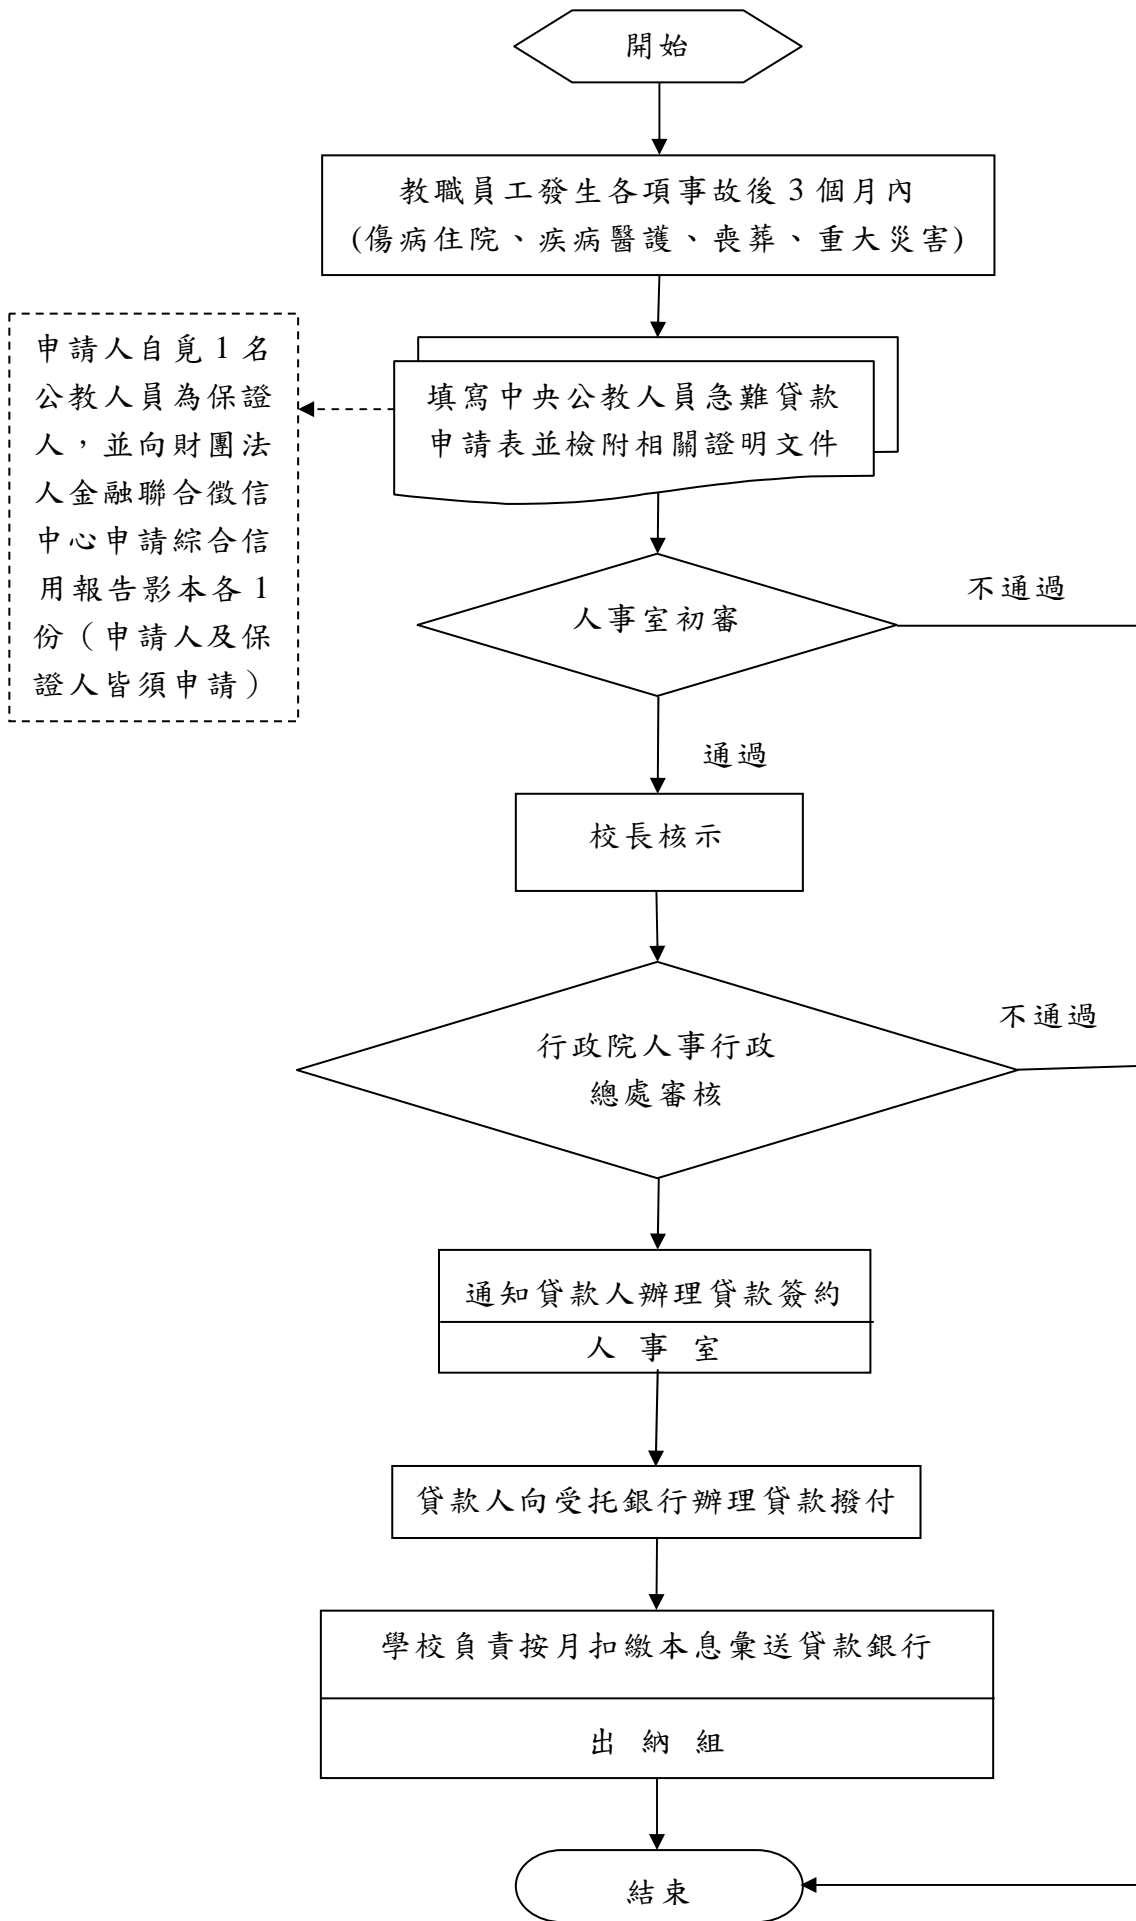 開始
教職員工發生各項事故後 3 個月內
(傷病住院、疾病醫護、喪葬、重大災害)
申請人自覓 1 名
公教人員為保證
人，並向財團法
人金融聯合徵信
中心申請綜合信
用報告影本各 1
份（申請人及保
證人皆須申請）
填寫中央公教人員急難貸款
申請表並檢附相關證明文件
人事室初審
不通過
通過
校長核示
行政院人事行政
總處審核
不通過
通知貸款人辦理貸款簽約
人 事 室
貸款人向受托銀行辦理貸款撥付
學校負責按月扣繳本息彙送貸款銀行
出 納 組
結束